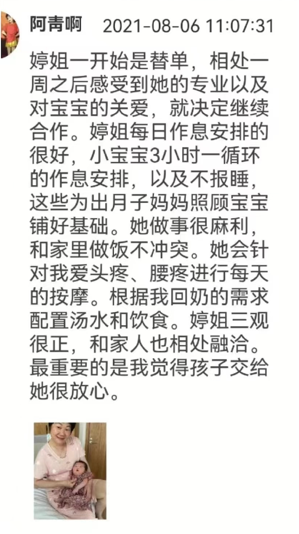 阿靑啊 2021-08-06 11:07:31
婷姐一开始是替单，相处一
周之后感受到她的专业以及
对宝宝的关爱，就决定继续
合作。婷姐每日作息安排的
很好，小宝宝3小时一循环
的作息安排，以及不报睡，
这些为出月子妈妈照顾宝宝
铺好基础。她做事很麻利，
和家里做饭不冲突。她会针
对我爱头疼、腰疼进行每天
的按摩。根据我回奶的需求
配置汤水和饮食。婷姐三观
很正，和家人也相处融洽。
最重要的是我觉得孩子交给
她很放心。